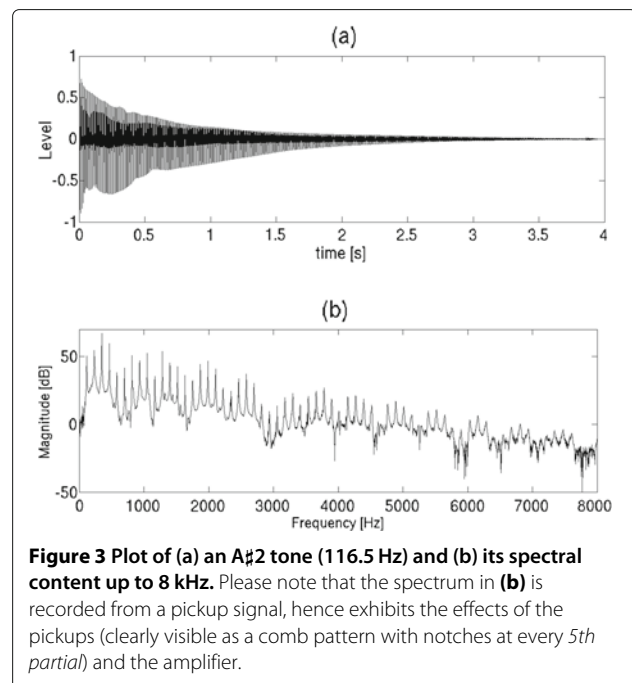 (a)
1
0.5
0
-0.5
-1
Level
0 0.5 1 1.5 2 2.5 3 3.5 4
time [s]
(b)
50
0
-50
Magnitude [dB]
0 1000 2000 3000 4000 5000 6000 7000 8000
Frequency [Hz]
Figure 3 Plot of (a) an A♯2 tone (116.5 Hz) and (b) its spectral
content up to 8 kHz. Please note that the spectrum in (b) is
recorded from a pickup signal, hence exhibits the effects of the
pickups (clearly visible as a comb pattern with notches at every 5th
partial) and the amplifier.